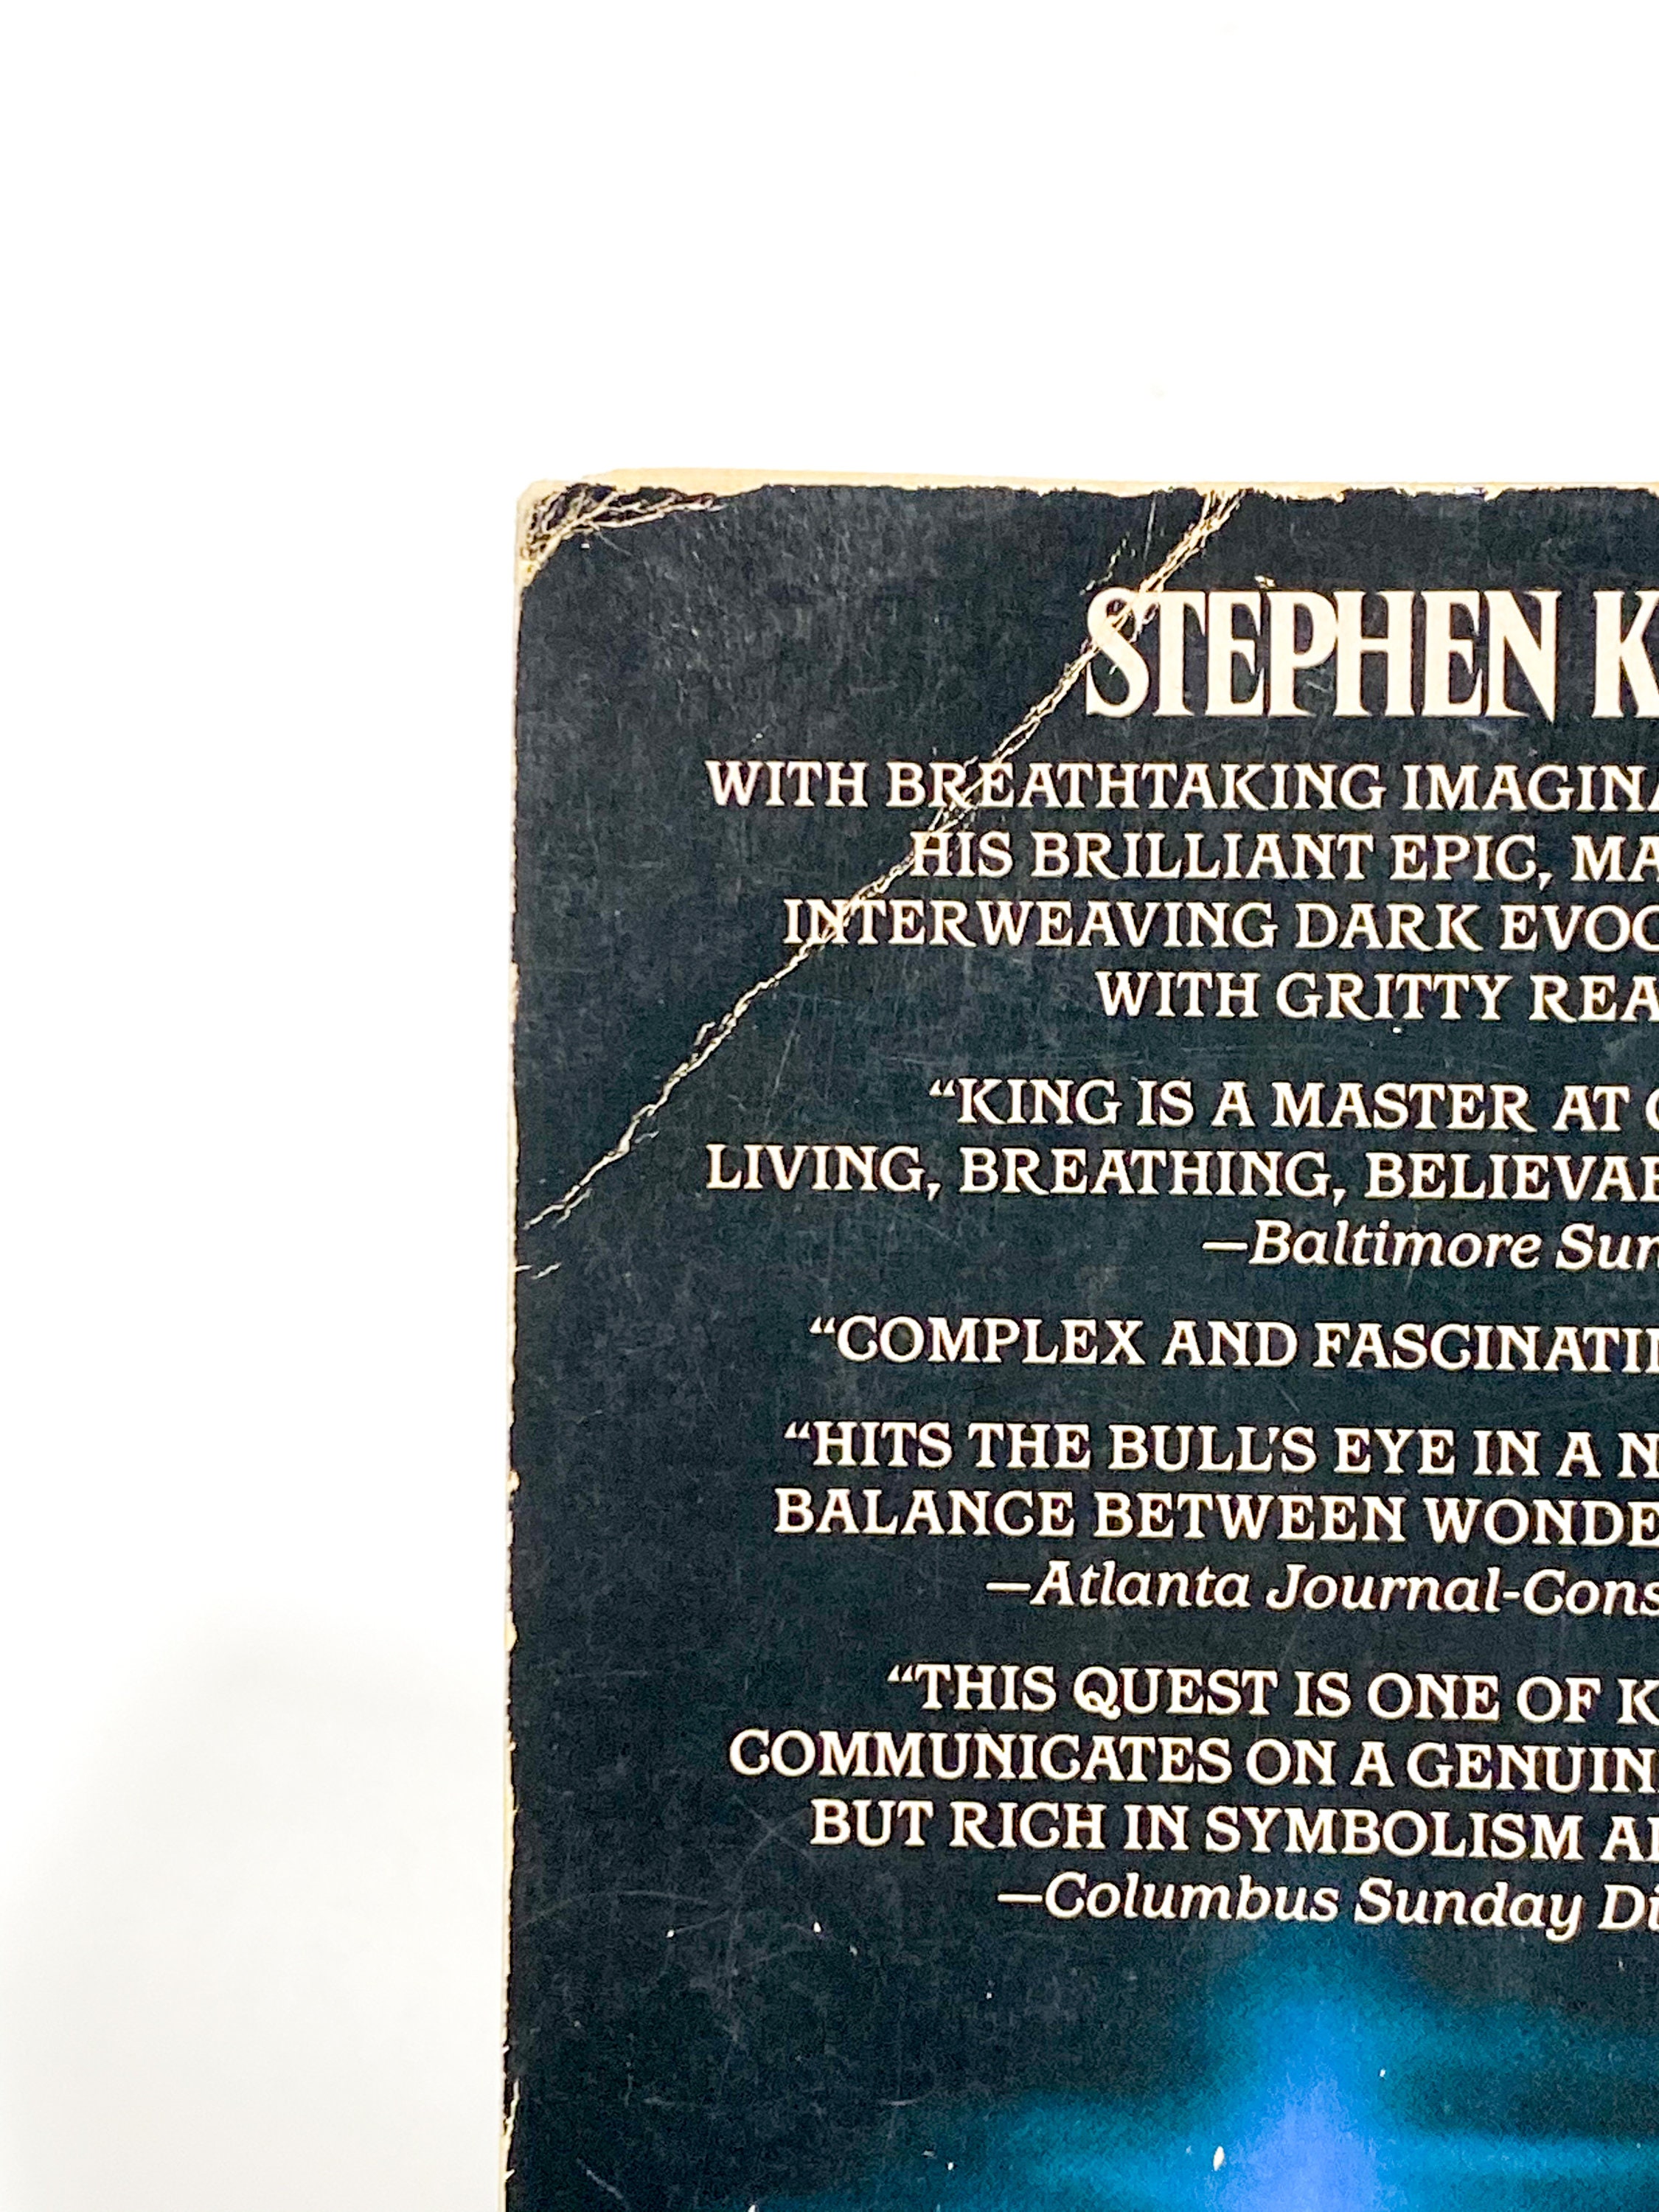 STEPHEN K
WITH BREATHTAKING IMAGINA
HIS BRILLIANT EPIC, MA
INTERWEAVING DARK EVOC
WITH GRITTY REA
“KING IS A MASTER AT C
LIVING, BREATHING, BELIEVAB
—Baltimore Sun
“COMPLEX AND FASCINATIN
“HITS THE BULL'S EYE IN A N
BALANCE BETWEEN WONDE
—Atlanta Journal-Cons
“THIS QUEST IS ONE OF K
COMMUNICATES ON A GENUIN
BUT RICH IN SYMBOLISM AN
—Columbus Sunday Di